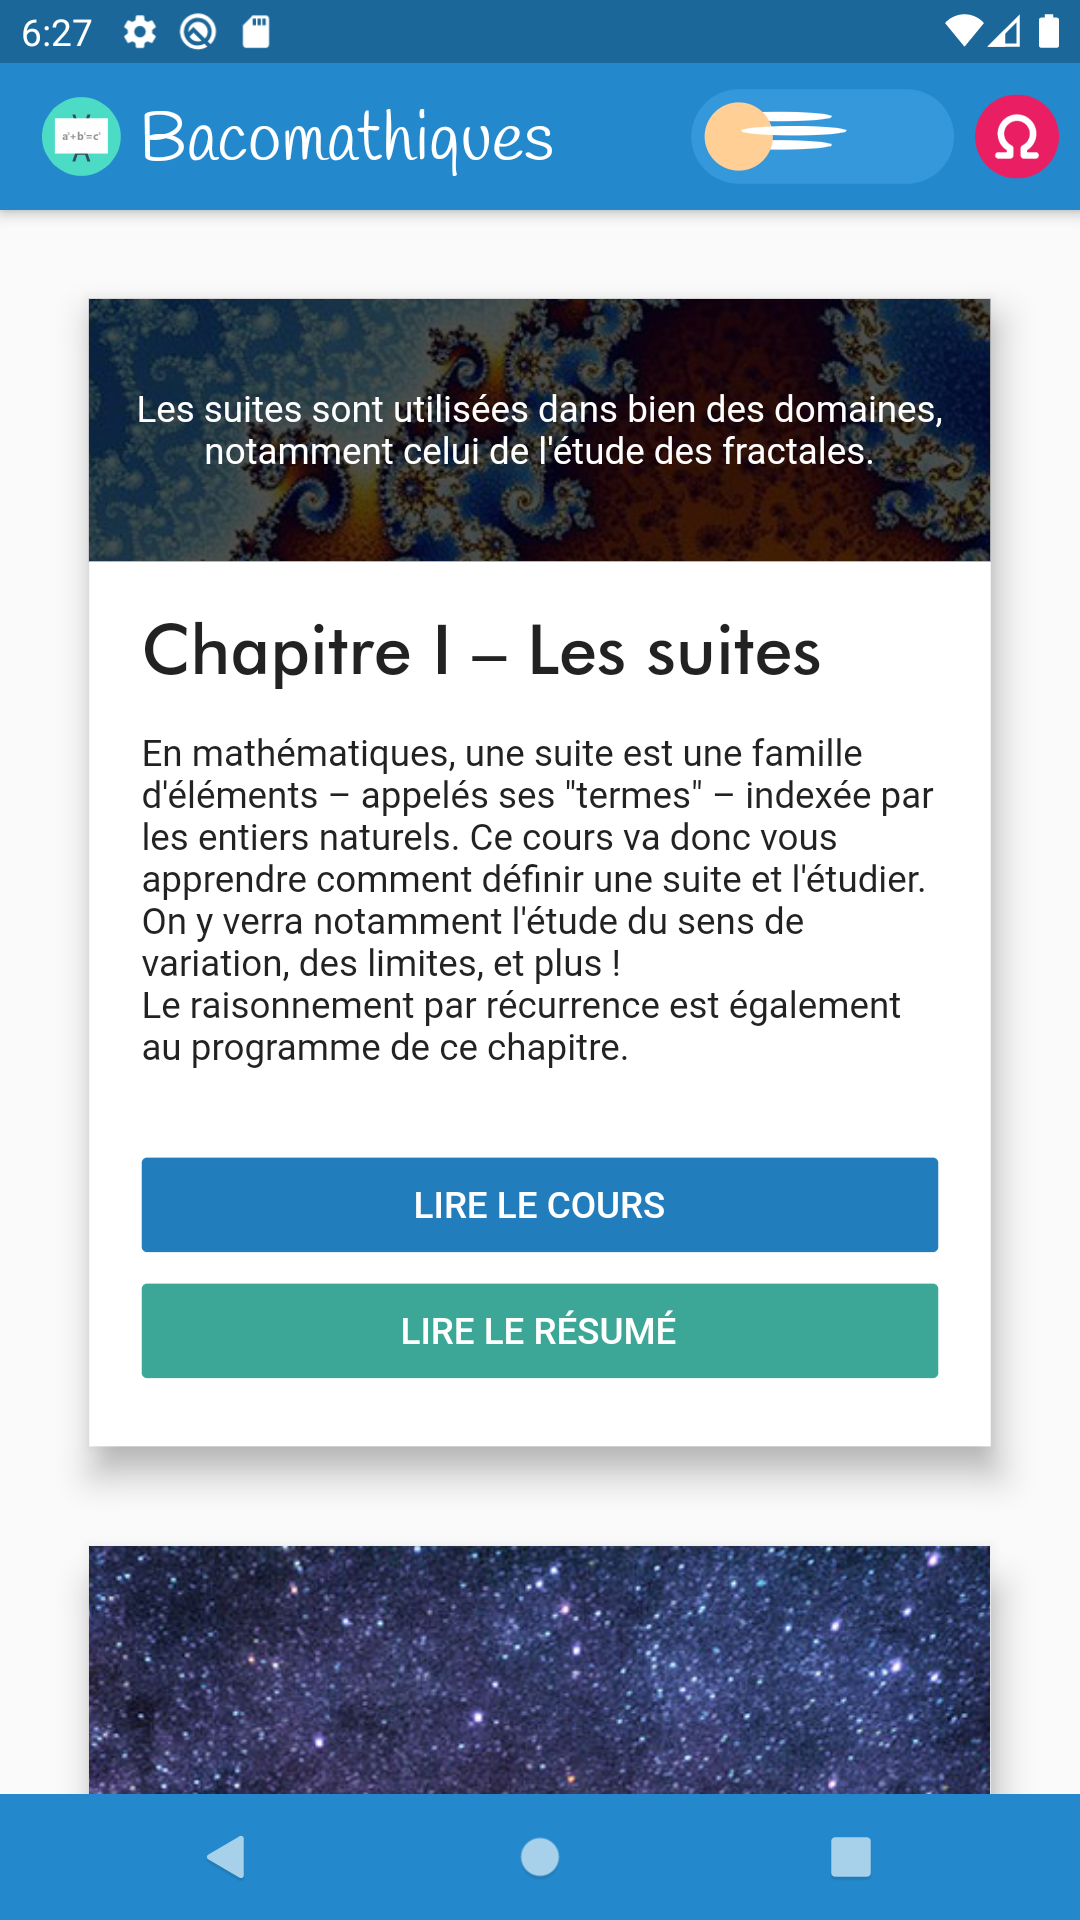 6:27
a²+b²=c²
Bacomathiques
Ω
Les suites sont utilisées dans bien des domaines,
notamment celui de l'étude des fractales.
Chapitre I – Les suites
En mathématiques, une suite est une famille
d'éléments – appelés ses "termes" – indexée par
les entiers naturels. Ce cours va donc vous
apprendre comment définir une suite et l'étudier.
On y verra notamment l'étude du sens de
variation, des limites, et plus !
Le raisonnement par récurrence est également
au programme de ce chapitre.
LIRE LE COURS
LIRE LE RÉSUMÉ